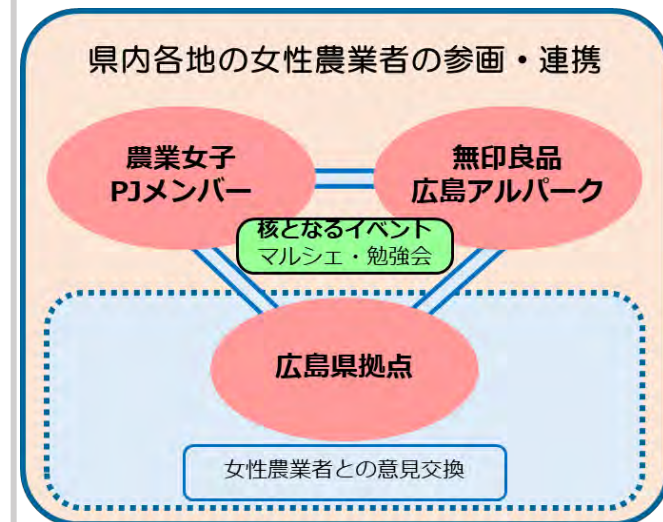 県内各地の女性農業者の参画・連携
農業女子
PJメンバー
無印良品
広島アルパーク
核となるイベント
マルシェ・勉強会
広島県拠点
女性農業者との意見交換